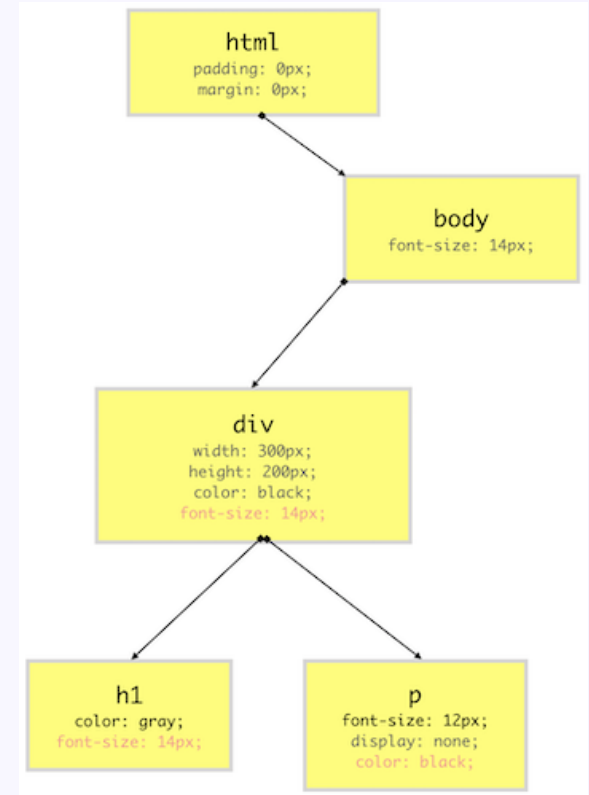 html
padding: 0px;
margin: 0px;
body
font-size: 14px;
div
width: 300px;
height: 200px;
color: black;
font-size: 14px;
h1
color: gray;
font-size: 14px;
p
font-size: 12px;
display: none;
color: black;